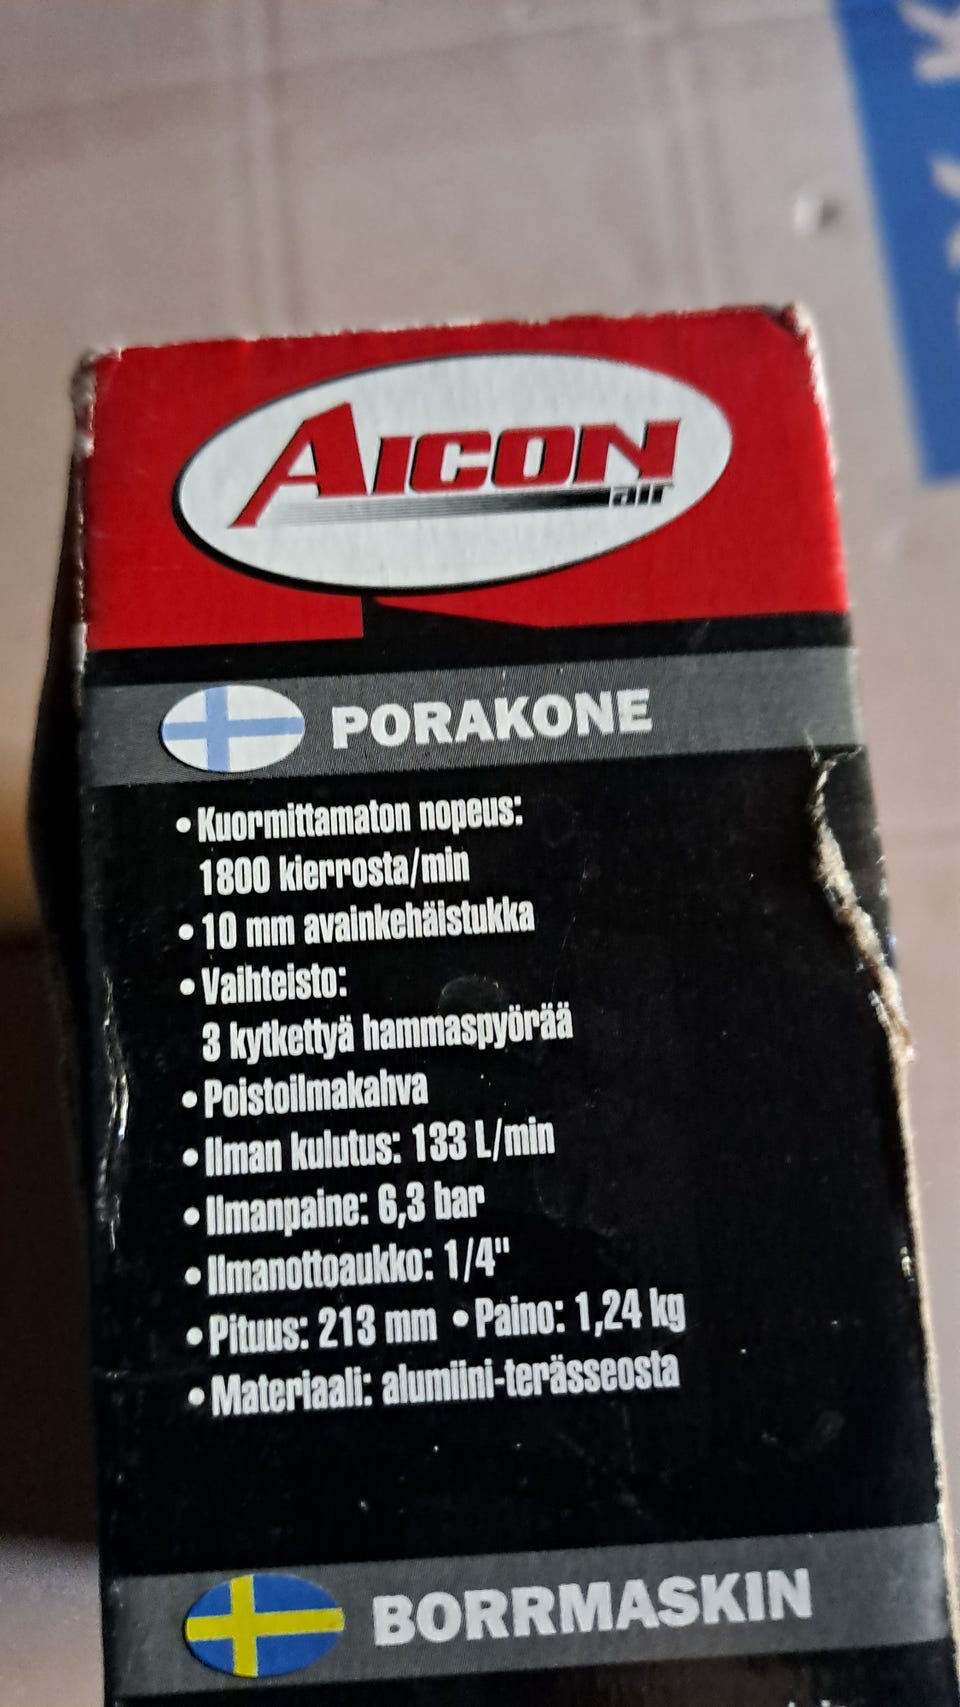 AICON
air
PORAKONE
• Kuormittamaton nopeus:
1800 kierrosta/min
• 10 mm avainkehäistukka
• Vaihteisto:
3 kytkettyä hammaspyörää
• Poistoilmakahva
• Ilman kulutus: 133 L/min
• Ilmanpaine: 6,3 bar
• Ilmanottoaukko: 1/4"
• Pituus: 213 mm • Paino: 1,24 kg
• Materiaali: alumiini-terässeosta
BORRMASKIN